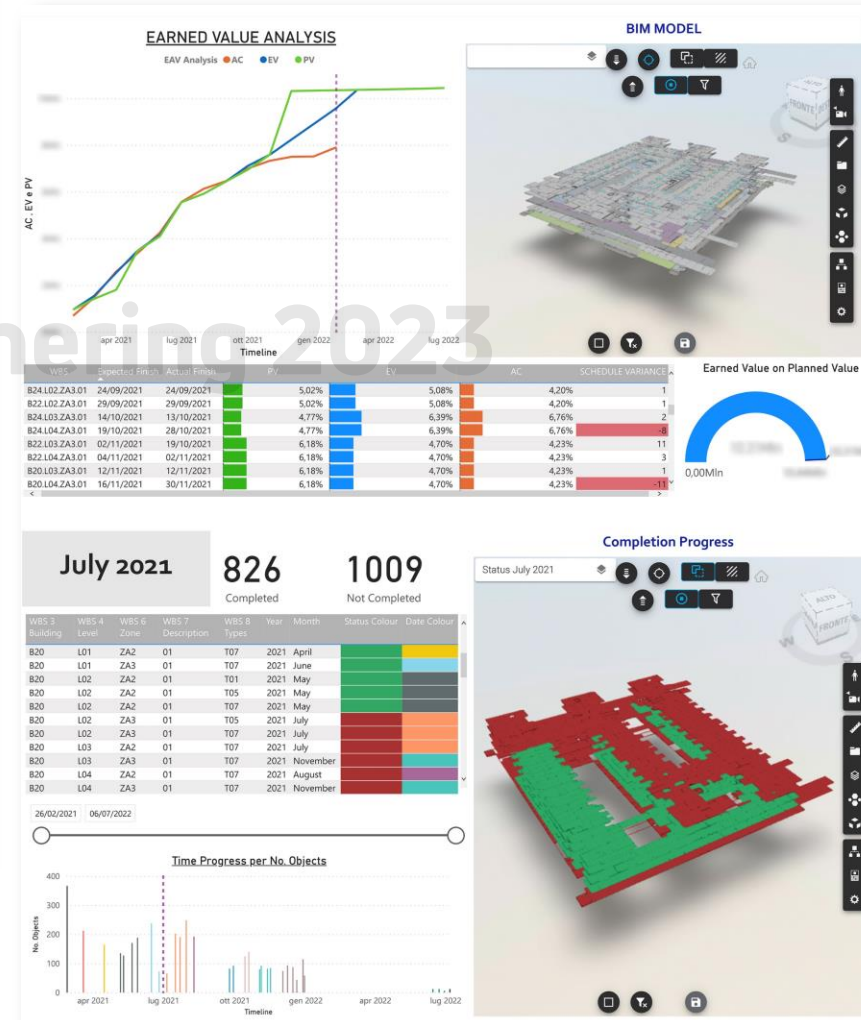 EARNED VALUE ANALYSIS
EAV Analysis AC EV PV
AC , EV e PV
apr 2021 lug 2021 ott 2021 gen 2022 apr 2022 lug 2022
Timeline
BIM MODEL
ALTO
FRONTE
nering 2023
WBS Expected Finish Actual Finish PV EV AC SCHEDULE VARIANCE
B24.L02.ZA3.01 24/09/2021 24/09/2021 5,02% 5,08% 4,20% 1
B22.L02.ZA3.01 29/09/2021 29/09/2021 5,02% 5,08% 4,20% 1
B24.L03.ZA3.01 14/10/2021 13/10/2021 4,77% 6,39% 6,76% 2
B24.L04.ZA3.01 19/10/2021 28/10/2021 4,77% 6,39% 6,76% -8
B22.L03.ZA3.01 02/11/2021 19/10/2021 6,18% 4,70% 4,23% 11
B22.L04.ZA3.01 04/11/2021 02/11/2021 6,18% 4,70% 4,23% 3
B20.L03.ZA3.01 12/11/2021 12/11/2021 6,18% 4,70% 4,23% 1
B20.L04.ZA3.01 16/11/2021 30/11/2021 6,18% 4,70% 4,23% -11
Earned Value on Planned Value
0,00Mln
July 2021
826
Completed
1009
Not Completed
WBS 3 Building WBS 4 Level WBS 6 Zone WBS 7 Description WBS 8 Types Year Month Status Colour Date Colour
B20 L01 ZA2 01 T07 2021 April
B20 L01 ZA3 01 T07 2021 June
B20 L02 ZA2 01 T01 2021 May
B20 L02 ZA2 01 T05 2021 May
B20 L02 ZA2 01 T07 2021 May
B20 L02 ZA3 01 T05 2021 July
B20 L02 ZA3 01 T07 2021 July
B20 L03 ZA2 01 T07 2021 July
B20 L03 ZA3 01 T07 2021 November
B20 L04 ZA2 01 T07 2021 August
B20 L04 ZA3 01 T07 2021 November
26/02/2021 06/07/2022
Time Progress per No. Objects
No. Objects
400
300
200
100
0
apr 2021 lug 2021 ott 2021 gen 2022 apr 2022 lug 2022
Timeline
Completion Progress
Status July 2021
ALTO
FRONTE
S